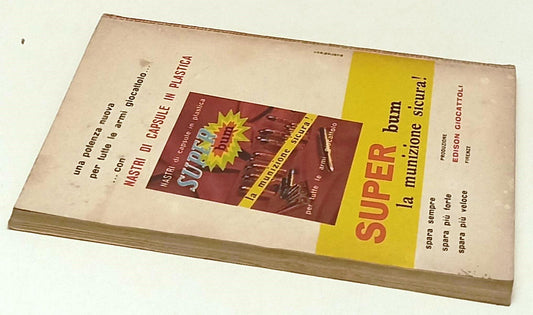 una potenza nuova
per tutte le armi giocattolo...
... con
NASTRI DI CAPSULE IN PLASTICA
NASTRI di capsule in plastica
SUPER
bum
la munizione sicura!
per tutte le armi giocattolo
SUPER bum
la munizione sicura!
PRODUZIONE
EDISON GIOCATTOLI
FIRENZE
spara sempre
spara più forte
spara più veloce